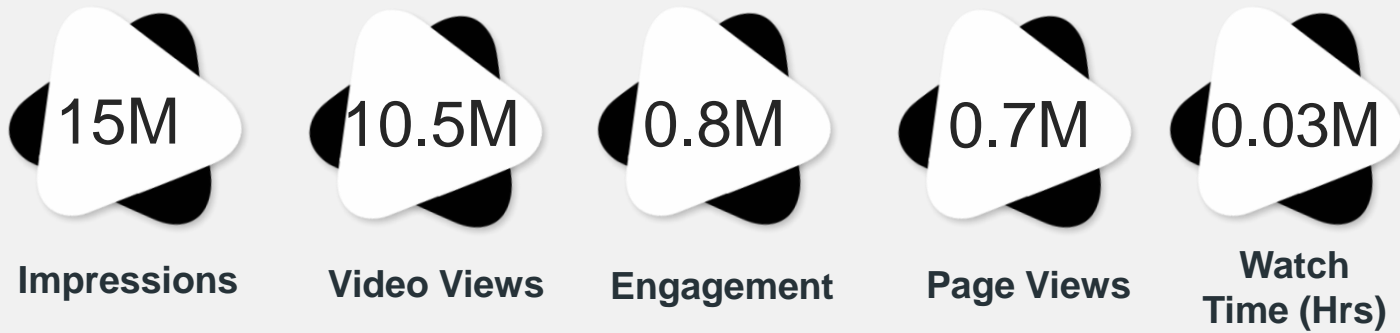 15M
10.5M
0.8M
0.7M
0.03M
Impressions
Video Views
Engagement
Page Views
Watch
Time (Hrs)